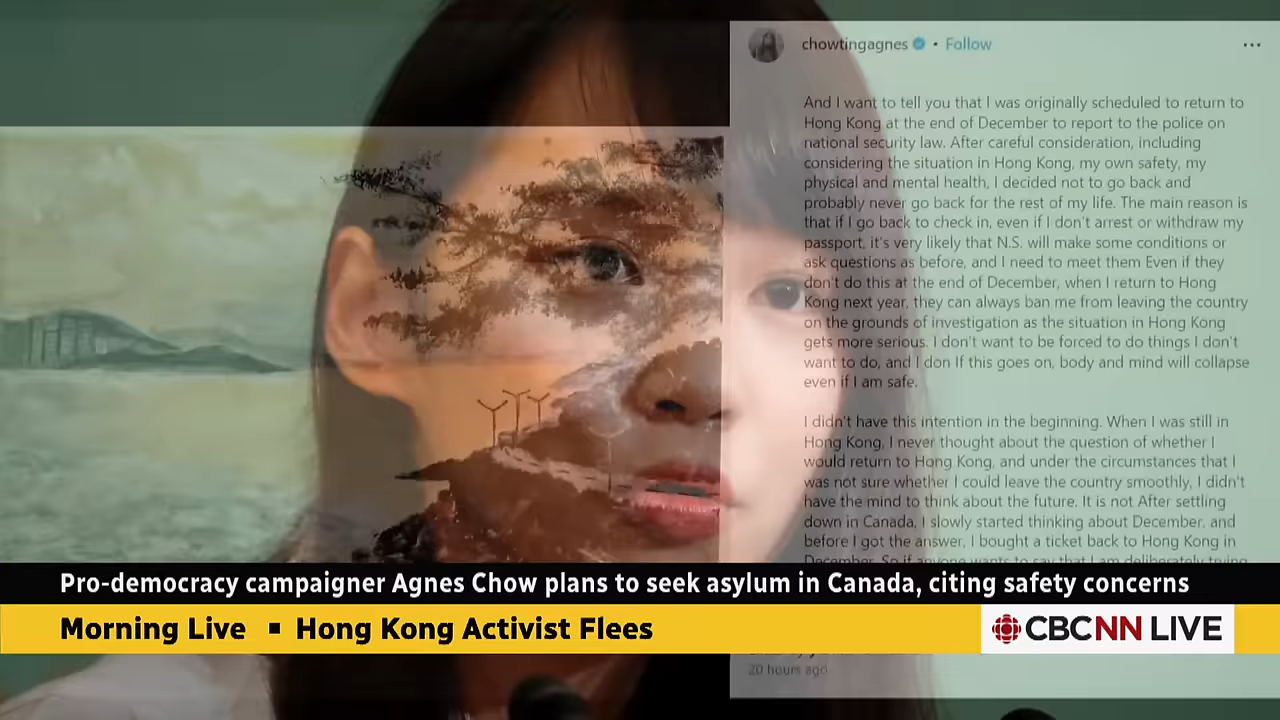 chowtingagnes • Follow
And I want to tell you that I was originally scheduled to return to
Hong Kong at the end of December to report to the police on
national security law. After careful consideration, including
considering the situation in Hong Kong, my own safety, my
physical and mental health, I decided not to go back and
probably never go back for the rest of my life. The main reason is
that if I go back to check in, even if I don't arrest or withdraw my
passport, it's very likely that N.S. will make some conditions or
ask questions as before, and I need to meet them Even if they
don't do this at the end of December, when I return to Hong
Kong next year, they can always ban me from leaving the country
on the grounds of investigation as the situation in Hong Kong
gets more serious. I don't want to be forced to do things I don't
want to do, and I don If this goes on, body and mind will collapse
even if I am safe.
I didn't have this intention in the beginning. When I was still in
Hong Kong, I never thought about the question of whether I
would return to Hong Kong, and under the circumstances that I
was not sure whether I could leave the country smoothly, I didn't
have the mind to think about the future. It is not After settling
down in Canada, I slowly started thinking about December, and
before I got the answer, I bought a ticket back to Hong Kong in
December. So if anyone wants to say that I am deliberately trying
Pro-democracy campaigner Agnes Chow plans to seek asylum in Canada, citing safety concerns
Morning Live ▪ Hong Kong Activist Flees
CBCNN LIVE
20 hours ago